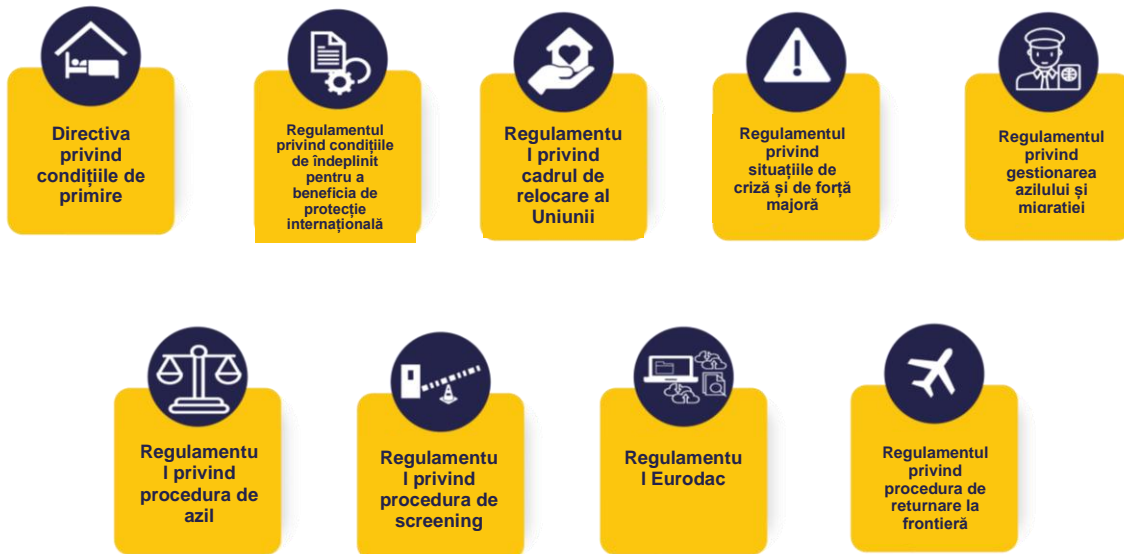 Directiva
privind
condițiile de
primire
Regulamentul
privind condițiile
de îndeplinit
pentru a
beneficia de
protecție
internațională
Regulamentu
l privind
cadrul de
relocare al
Uniunii
Regulamentul
privind
situațiile de
criză și de forță
majoră
Regulamentul
privind
gestionarea
azilului și
migrației
Regulamentu
l privind
procedura de
azil
Regulamentu
l privind
procedura de
screening
Regulamentu
l Eurodac
Regulamentul
privind
procedura de
returnare la
frontieră